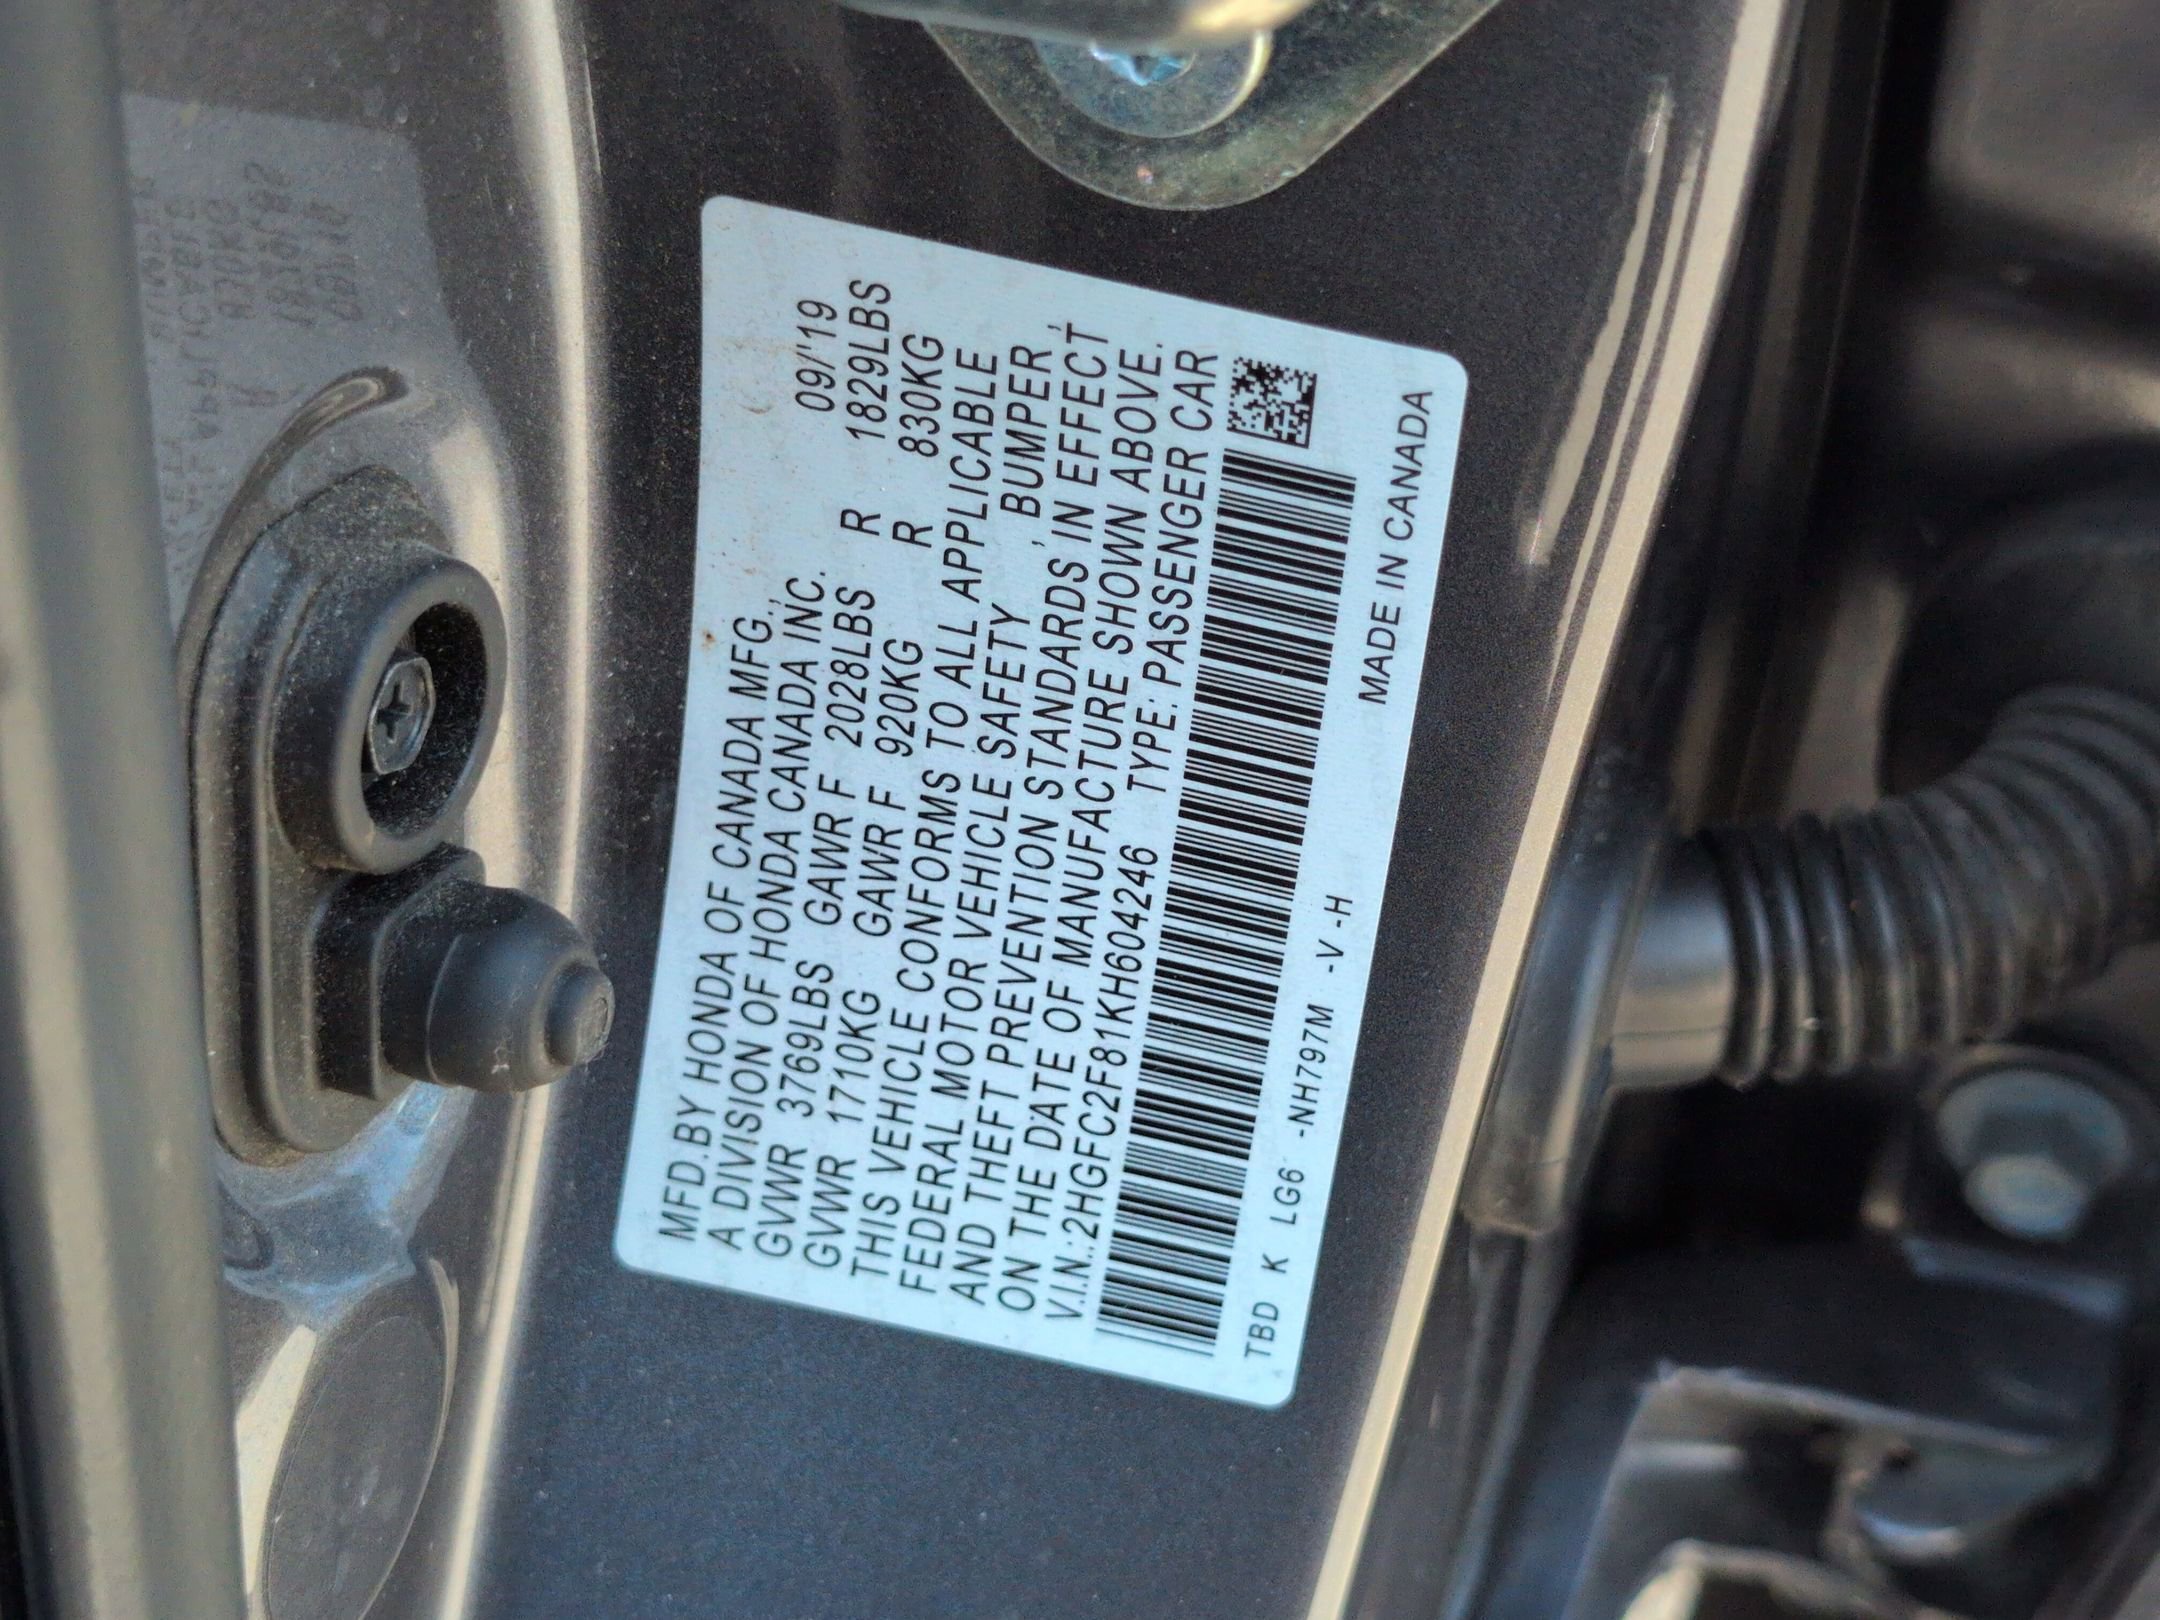 MFD.BY HONDA OF CANADA MFG.,
A DIVISION OF HONDA CANADA INC. 09/'19
GVWR 3769LBS GAWR F 2028LBS R 1829LBS
GVWR 1710KG GAWR F 920KG R 830KG
THIS VEHICLE CONFORMS TO ALL APPLICABLE
FEDERAL MOTOR VEHICLE SAFETY , BUMPER ,
AND THEFT PREVENTION STANDARDS IN EFFECT
ON THE DATE OF MANUFACTURE SHOWN ABOVE.
V.I.N.:2HGFC2F81KH604246 TYPE: PASSENGER CAR
TBD K LG6 -NH797M -V -H
MADE IN CANADA